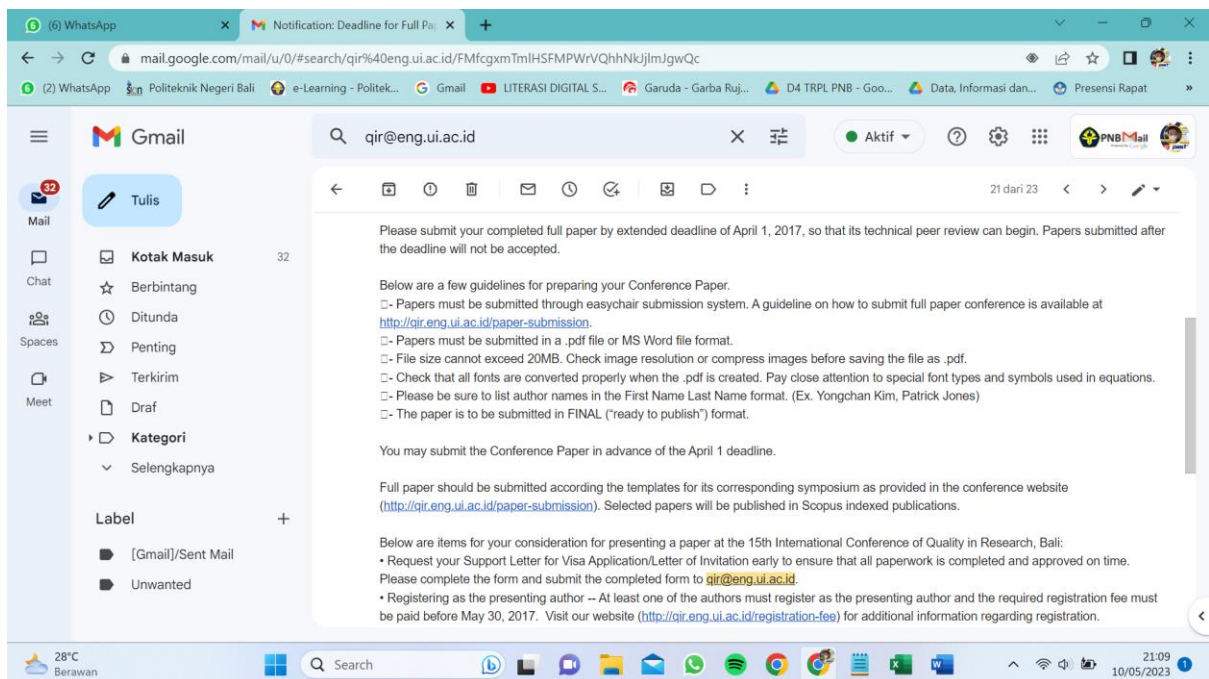 (6) WhatsApp
Notification: Deadline for Full Pa
mail.google.com/mail/u/0/#search/qir%40eng.ui.ac.id/FMfcgxmTmlHSFMPWrVQhhNkJjlmJgwQc
(2) WhatsApp
Politeknik Negeri Bali
e-Learning - Politek...
Gmail
LITERASI DIGITAL S...
Garuda - Garba Ruj...
D4 TRPL PNB - Goo...
Data, Informasi dan...
Presensi Rapat
»
Gmail
qir@eng.ui.ac.id
Aktif
PNBMail
32
Mail
Chat
Spaces
Meet
Tulis
Kotak Masuk 32
Berbintang
Ditunda
Penting
Terkirim
Draf
Kategori
Selengkapnya
Label
[Gmail]/Sent Mail
Unwanted
21 dari 23
Please submit your completed full paper by extended deadline of April 1, 2017, so that its technical peer review can begin. Papers submitted after
the deadline will not be accepted.
Below are a few guidelines for preparing your Conference Paper.
□- Papers must be submitted through easychair submission system. A guideline on how to submit full paper conference is available at
http://qir.eng.ui.ac.id/paper-submission.
□- Papers must be submitted in a .pdf file or MS Word file format.
□- File size cannot exceed 20MB. Check image resolution or compress images before saving the file as .pdf.
□- Check that all fonts are converted properly when the .pdf is created. Pay close attention to special font types and symbols used in equations.
□- Please be sure to list author names in the First Name Last Name format. (Ex. Yongchan Kim, Patrick Jones)
□- The paper is to be submitted in FINAL (“ready to publish”) format.
You may submit the Conference Paper in advance of the April 1 deadline.
Full paper should be submitted according the templates for its corresponding symposium as provided in the conference website
(http://qir.eng.ui.ac.id/paper-submission). Selected papers will be published in Scopus indexed publications.
Below are items for your consideration for presenting a paper at the 15th International Conference of Quality in Research, Bali:
• Request your Support Letter for Visa Application/Letter of Invitation early to ensure that all paperwork is completed and approved on time.
Please complete the form and submit the completed form to qir@eng.ui.ac.id.
• Registering as the presenting author -- At least one of the authors must register as the presenting author and the required registration fee must
be paid before May 30, 2017. Visit our website (http://qir.eng.ui.ac.id/registration-fee) for additional information regarding registration.
28°C
Berawan
Search
21:09
10/05/2023
1